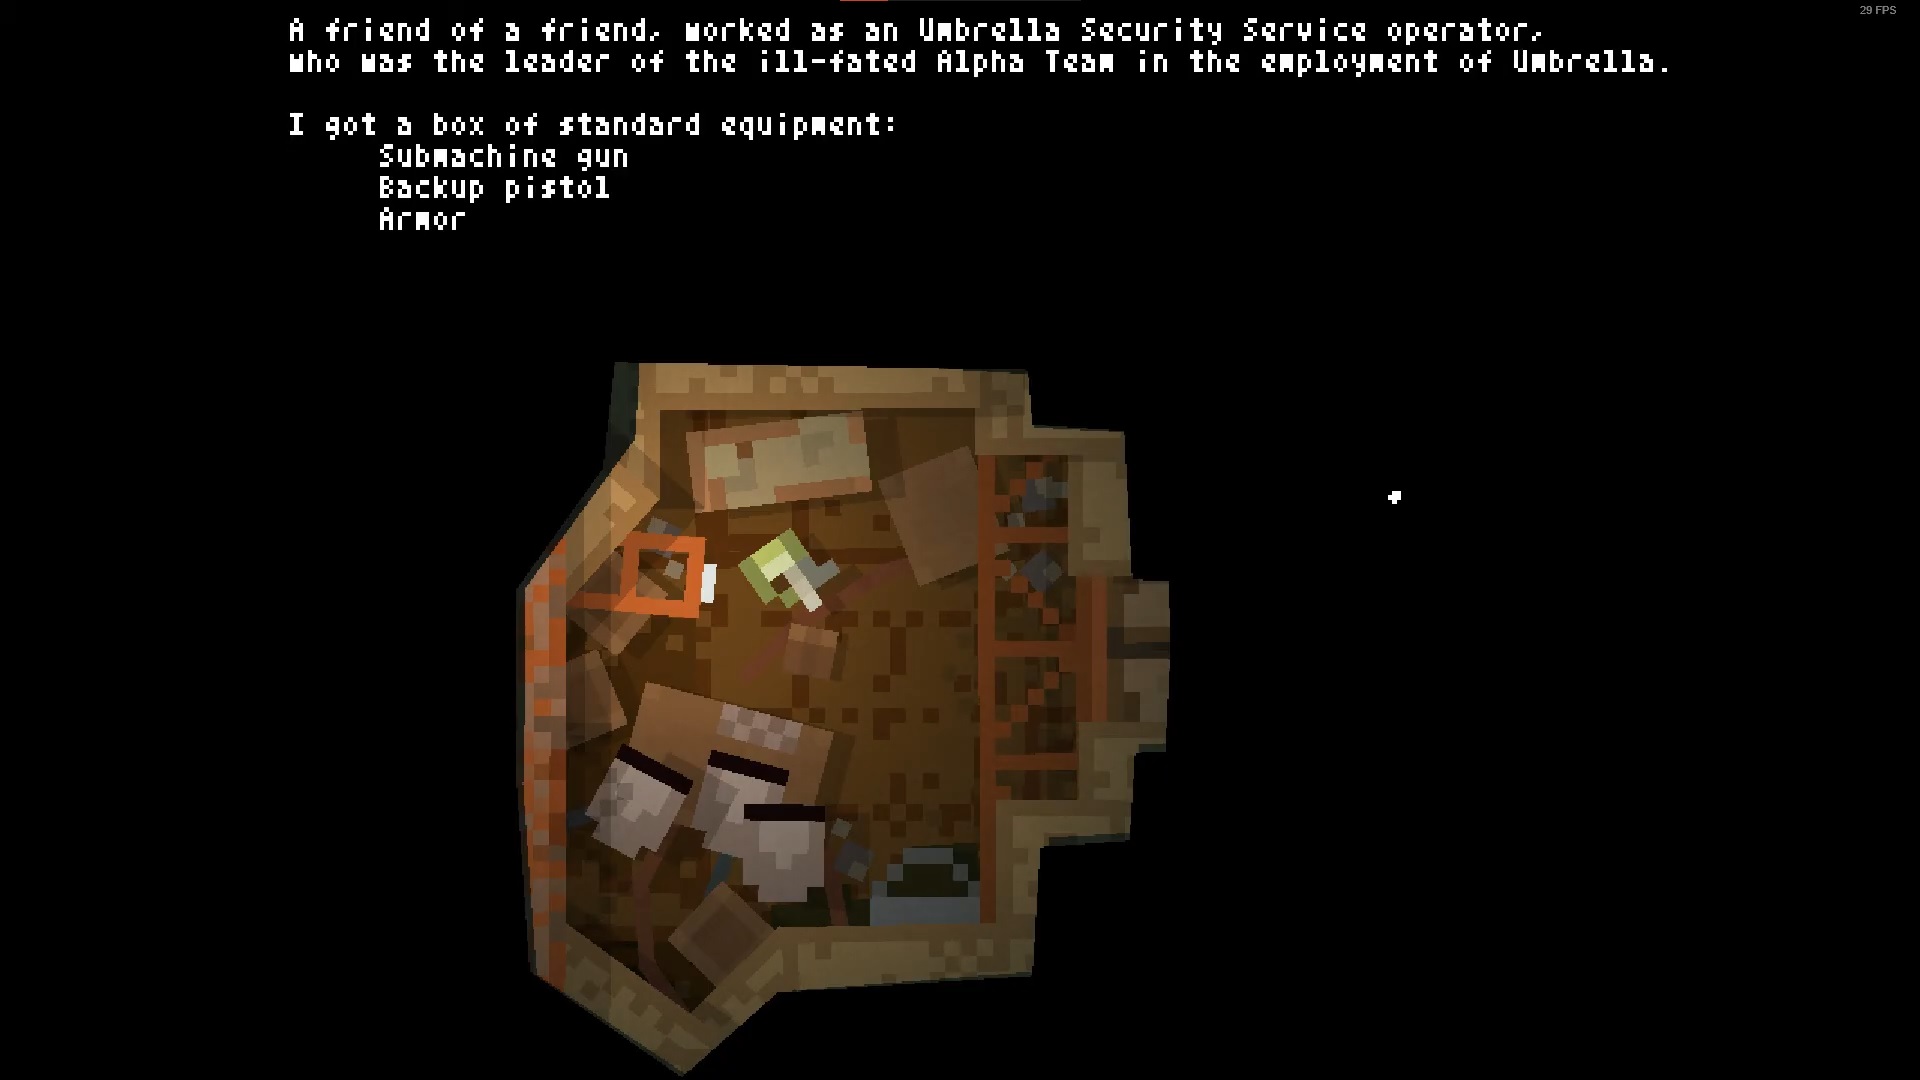 A friend of a friend, worked as an Umbrella Security Service operator,
who was the leader of the ill-fated Alpha Team in the employment of Umbrella.
I got a box of standard equipment:
Submachine gun
Backup pistol
Armor
29 FPS